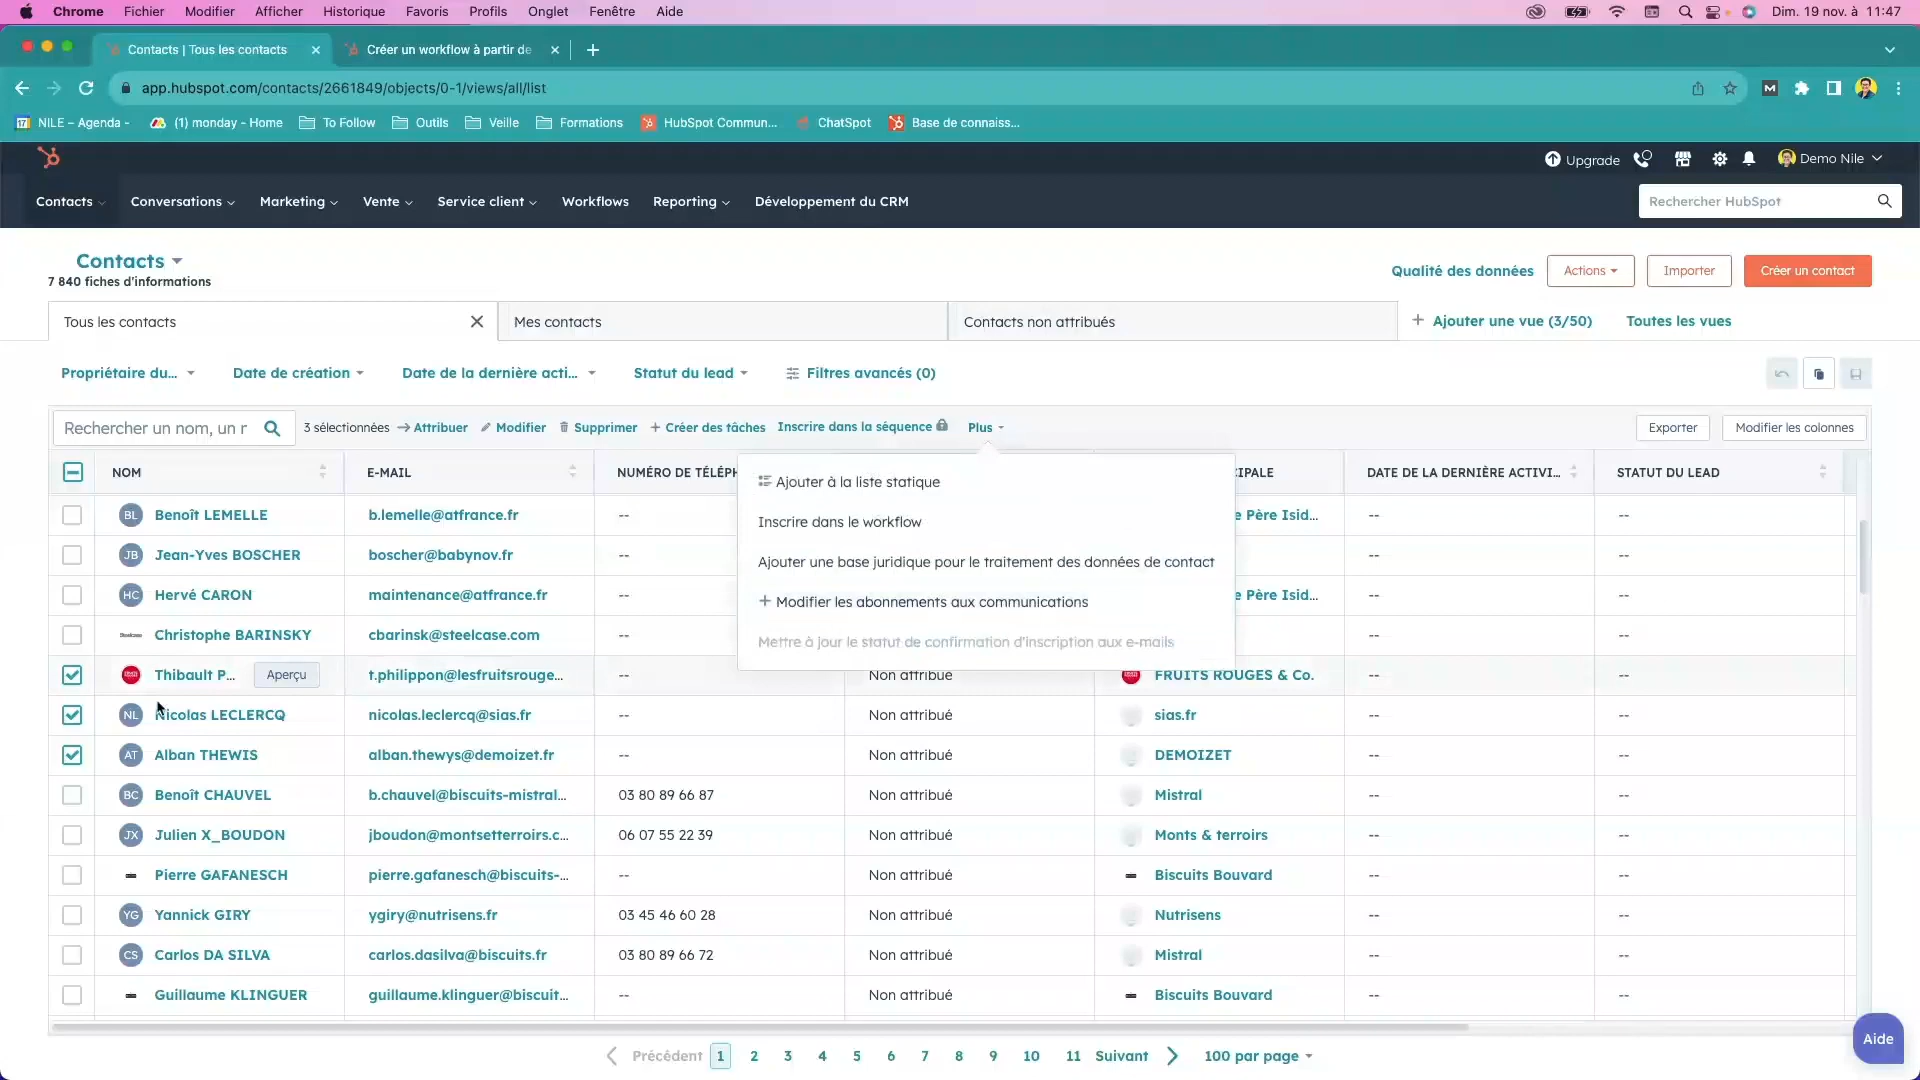 Chrome Fichier Modifier Afficher Historique Favoris Profils Onglet Fenêtre Aide Dim. 19 nov. à 11:47
Contacts | Tous les contacts Créer un workflow à partir de
app.hubspot.com/contacts/2661849/objects/0-1/views/all/list
NILE – Agenda - (1) monday - Home To Follow Outils Veille Formations HubSpot Commun... ChatSpot Base de connaiss...
Upgrade Demo Nile
Contacts Conversations Marketing Vente Service client Workflows Reporting Développement du CRM Rechercher HubSpot
Contacts
7 840 fiches d'informations
Qualité des données Actions Importer Créer un contact
Tous les contacts Mes contacts Contacts non attribués + Ajouter une vue (3/50) Toutes les vues
Propriétaire du... Date de création Date de la dernière acti... Statut du lead Filtres avancés (0)
Rechercher un nom, un r 3 sélectionnées Attribuer Modifier Supprimer + Créer des tâches Inscrire dans la séquence Plus Exporter Modifier les colonnes
NOM E-MAIL NUMÉRO DE TÉLÉPH CIPALE DATE DE LA DERNIÈRE ACTIVI... STATUT DU LEAD
Ajouter à la liste statique
Inscrire dans le workflow
Ajouter une base juridique pour le traitement des données de contact
+ Modifier les abonnements aux communications
Mettre à jour le statut de confirmation d'inscription aux e-mails
BL Benoît LEMELLE b.lemelle@atfrance.fr -- e Père Isid... -- --
JB Jean-Yves BOSCHER boscher@babynov.fr -- -- --
HC Hervé CARON maintenance@atfrance.fr -- e Père Isid... -- --
Christophe BARINSKY cbarinsk@steelcase.com -- -- --
Thibault P... Aperçu t.philippon@lesfruitsrouge... -- Non attribué FRUITS ROUGES & Co. -- --
NL Nicolas LECLERCQ nicolas.leclercq@sias.fr -- Non attribué sias.fr -- --
AT Alban THEWIS alban.thewys@demoizet.fr -- Non attribué DEMOIZET -- --
BC Benoît CHAUVEL b.chauvel@biscuits-mistral... 03 80 89 66 87 Non attribué Mistral -- --
JX Julien X_BOUDON jboudon@montsetterroirs.c... 06 07 55 22 39 Non attribué Monts & terroirs -- --
Pierre GAFANESCH pierre.gafanesch@biscuits-... -- Non attribué Biscuits Bouvard -- --
YG Yannick GIRY ygiry@nutrisens.fr 03 45 46 60 28 Non attribué Nutrisens -- --
CS Carlos DA SILVA carlos.dasilva@biscuits.fr 03 80 89 66 72 Non attribué Mistral -- --
Guillaume KLINGUER guillaume.klinguer@biscuit... -- Non attribué Biscuits Bouvard -- --
Précédent 1 2 3 4 5 6 7 8 9 10 11 Suivant 100 par page
Aide